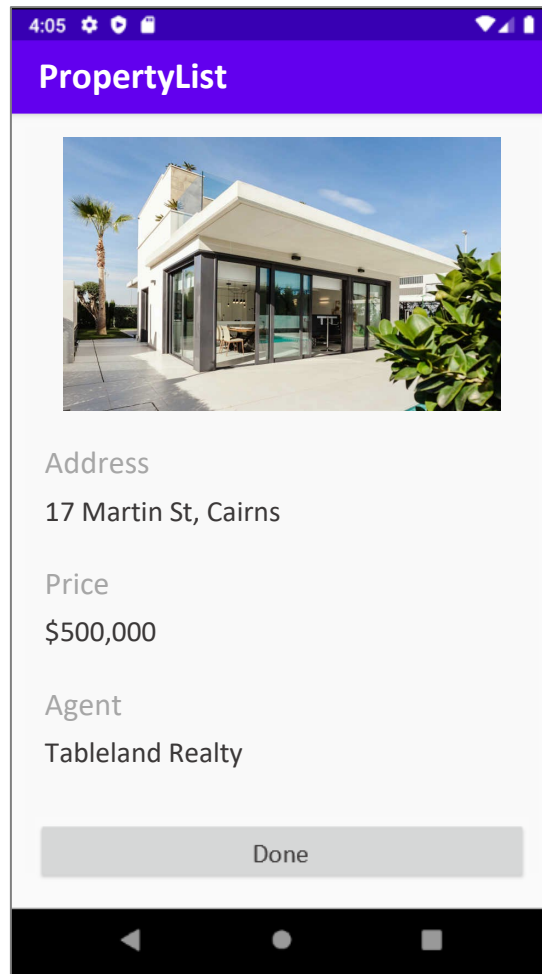 4:05
PropertyList
Address
17 Martin St, Cairns
Price
$500,000
Agent
Tableland Realty
Done